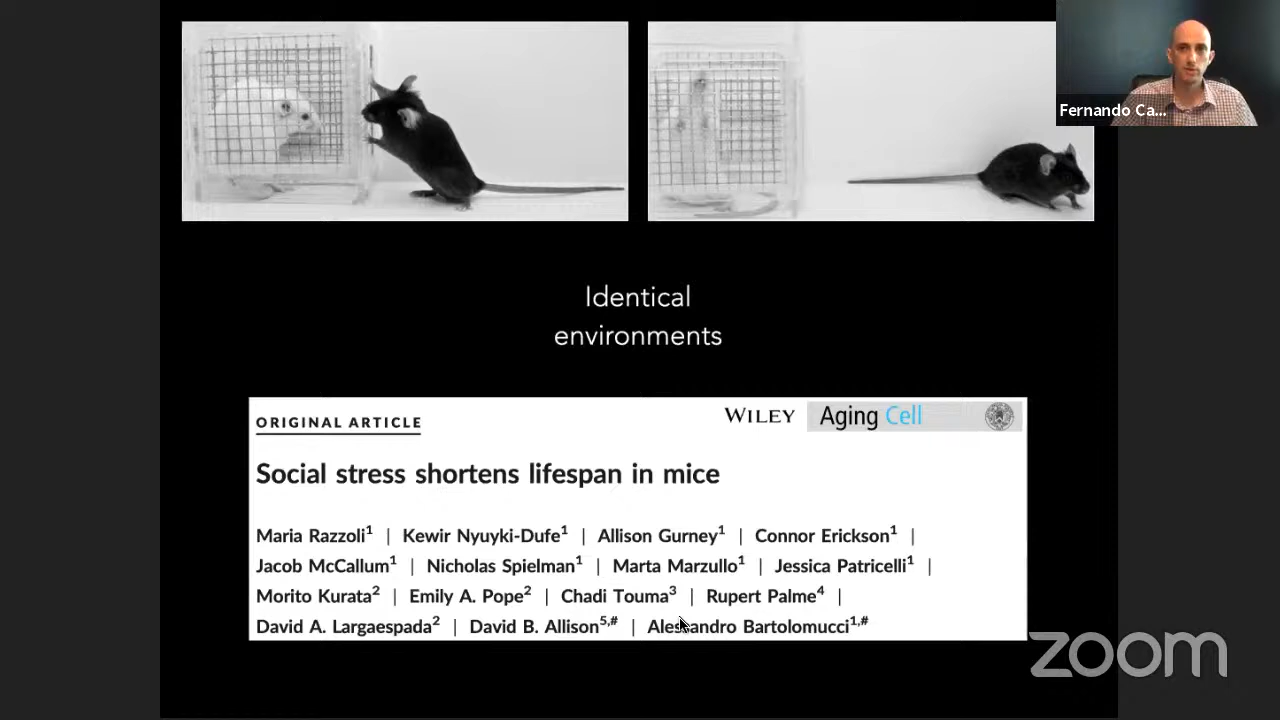 Fernando Ca...
Identical
environments
ORIGINAL ARTICLE
WILEY Aging Cell
Social stress shortens lifespan in mice
Maria Razzoli1 | Kewir Nyuyki-Dufe1 | Allison Gurney1 | Connor Erickson1 |
Jacob McCallum1 | Nicholas Spielman1 | Marta Marzullo1 | Jessica Patricelli1 |
Morito Kurata2 | Emily A. Pope2 | Chadi Touma3 | Rupert Palme4 |
David A. Largaespada2 | David B. Allison5,# | Alessandro Bartolomucci1,#
zoom